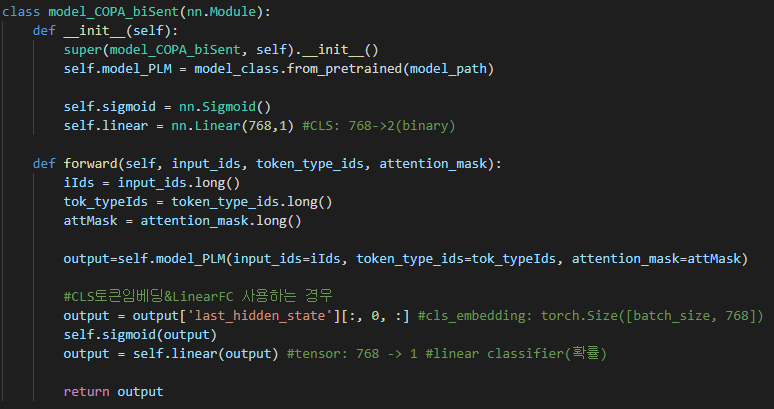 class model_COPA_biSent(nn.Module):
    def __init__(self):
        super(model_COPA_biSent, self).__init__()
        self.model_PLM = model_class.from_pretrained(model_path)

        self.sigmoid = nn.Sigmoid()
        self.linear = nn.Linear(768,1) #CLS: 768->2(binary)

    def forward(self, input_ids, token_type_ids, attention_mask):
        iIds = input_ids.long()
        tok_typeIds = token_type_ids.long()
        attMask = attention_mask.long()

        output=self.model_PLM(input_ids=iIds, token_type_ids=tok_typeIds, attention_mask=attMask)

        #CLS토큰임베딩&LinearFC 사용하는 경우
        output = output['last_hidden_state'][:, 0, :] #cls_embedding: torch.Size([batch_size, 768])
        self.sigmoid(output)
        output = self.linear(output) #tensor: 768 -> 1 #linear classifier(확률)

        return output